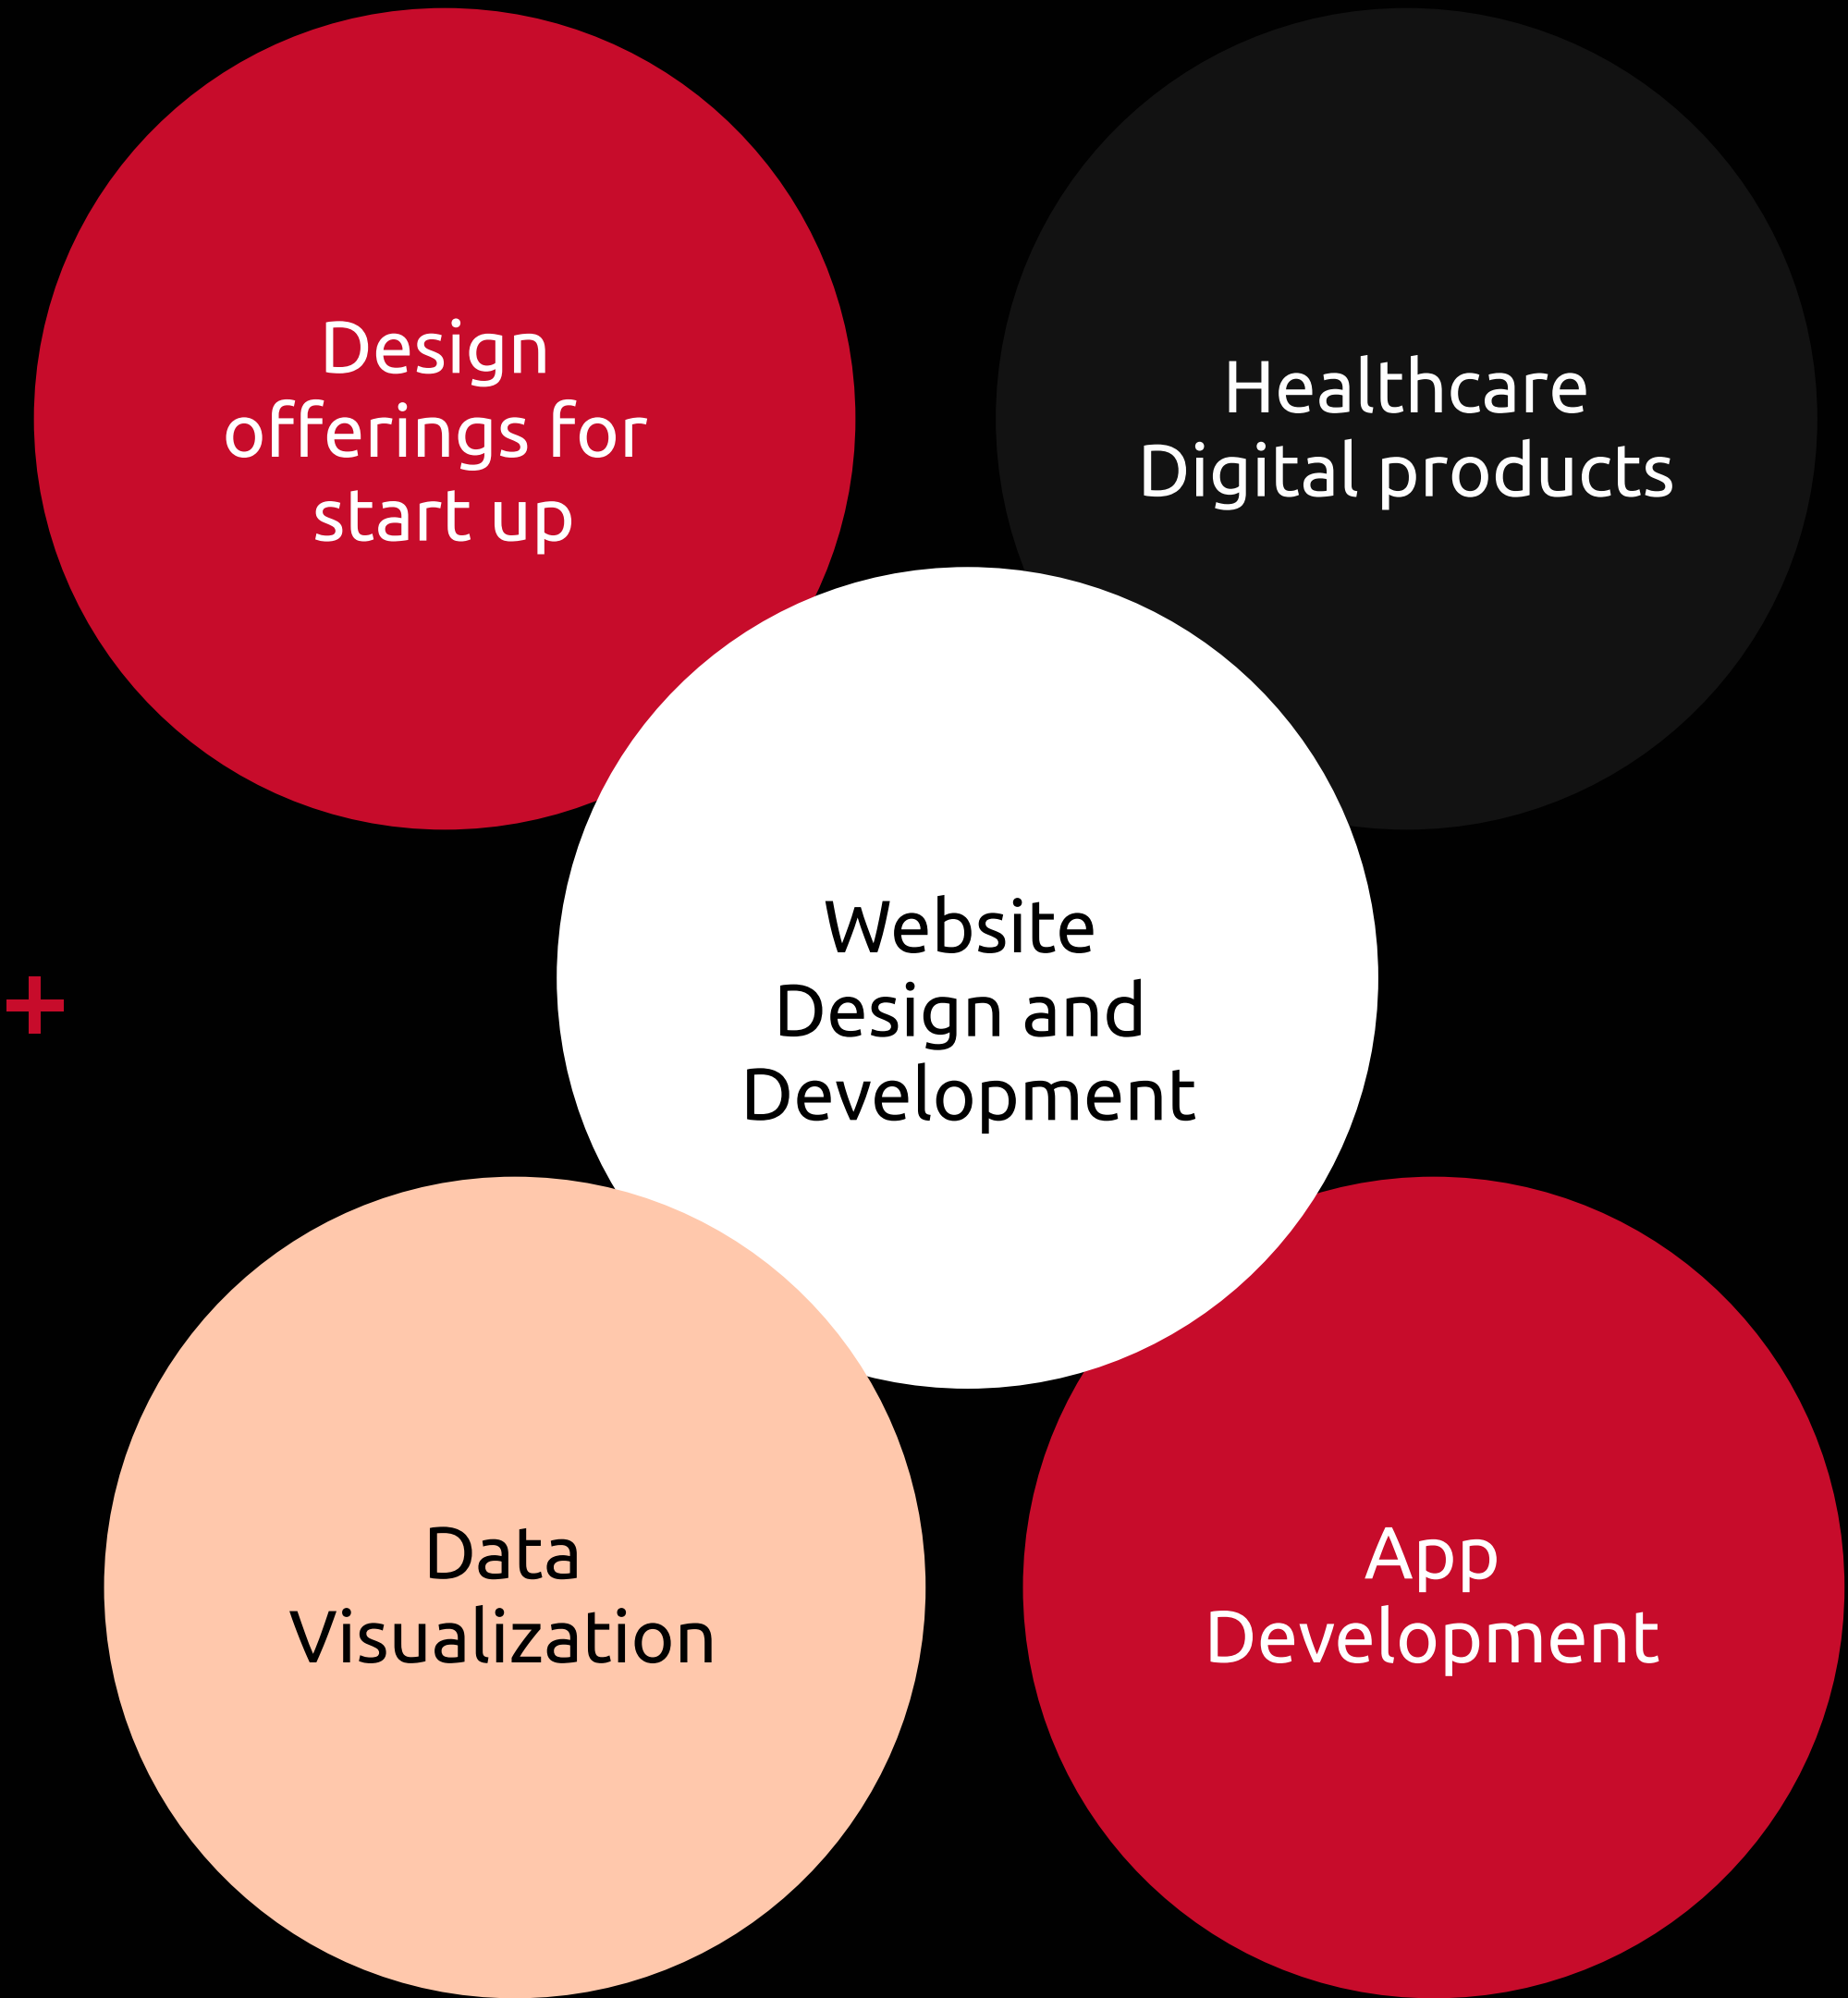 Design
offerings for
start up
Healthcare
Digital products
Website
Design and
Development
Data
Visualization
App
Development